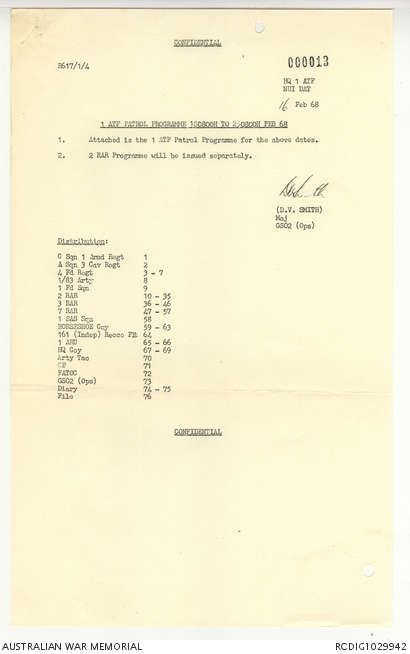 CONFIDENTIAL
R617/1/4
000013
HQ 1 ATF
NUI DAT
16 Feb 68
1 ATF PATROL PROGRAMME TO FEB 68
1. Attached is the 1 ATF Patrol Programme for the above dates.
2. 2 RAR Programme will be issued separately.
(D.V. SMITH)
Maj
GSO2 (Ops)
Distribution:
C Sqn 1 Armd Regt 1
A Sqn 3 Cav Regt 2
4 Fd Regt 3 - 7
1/83 Arty 8
1 Fd Sqn 9
2 RAR 10 - 35
3 RAR 36 - 46
7 RAR 47 - 57
1 SAS Sqn 58
HORSESHOE Coy 59 - 63
161 (Indep) Recce Flt 64
1 ARU 65 - 66
HQ Coy 67 - 69
Arty Tac 70
CP 71
FATOC 72
GSO2 (Ops) 73
Diary 74 - 75
File 76
CONFIDENTIAL
AUSTRALIAN WAR MEMORIAL
RCDIG1029942